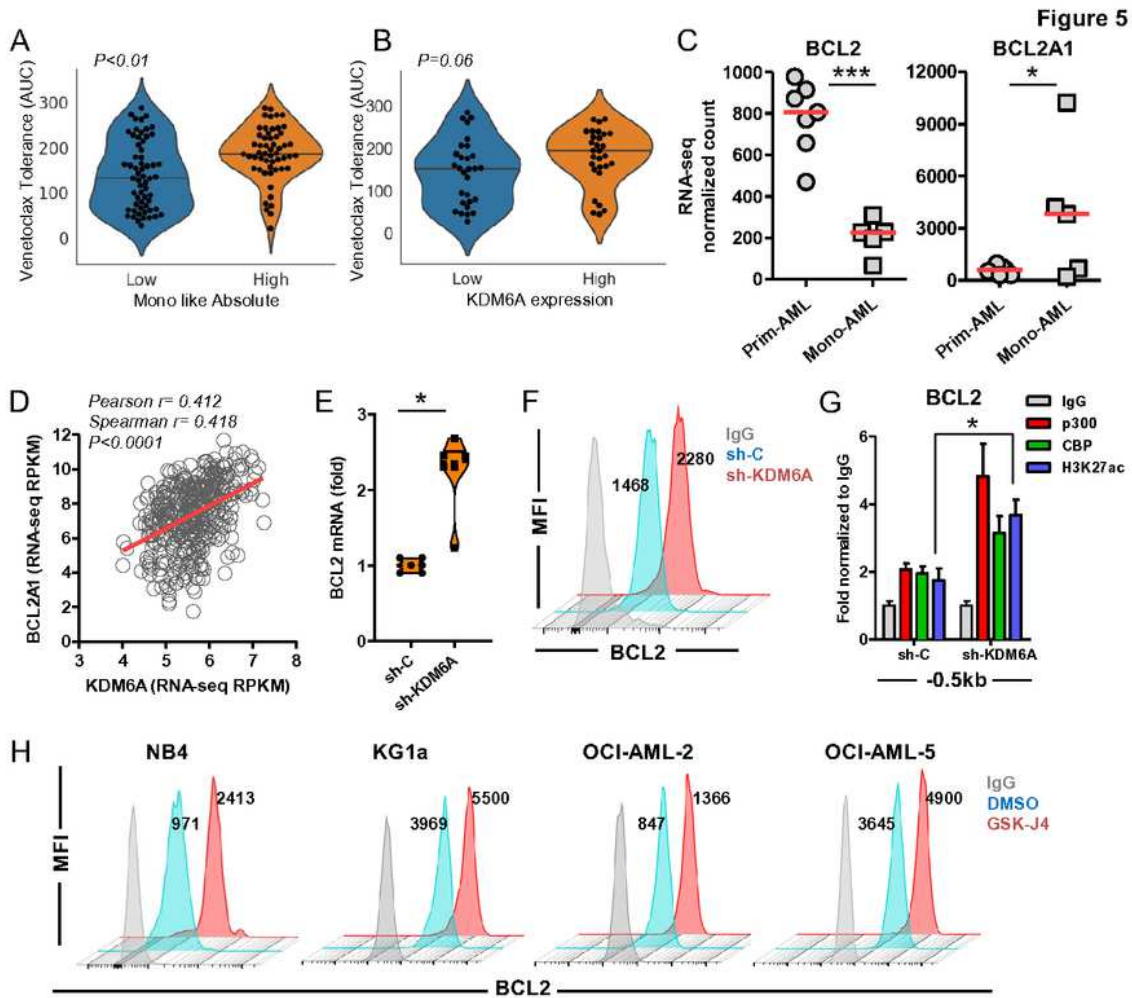 Figure 5
A
P<0.01
Venetoclax Tolerance (AUC)
300
200
100
0
Low
High
Mono like Absolute
B
P=0.06
Venetoclax Tolerance (AUC)
300
200
100
0
Low
High
KDM6A expression
C
BCL2
***
RNA-seq
normalized count
1000
800
600
400
200
0
Prim-AML
Mono-AML
BCL2A1
*
12000
9000
6000
3000
0
Prim-AML
Mono-AML
D
Pearson r= 0.412
Spearman r= 0.418
P<0.0001
BCL2A1 (RNA-seq RPKM)
12
10
8
6
4
2
0
3 4 5 6 7 8
KDM6A (RNA-seq RPKM)
E
*
BCL2 mRNA (fold)
3
2
1
0
sh-C
sh-KDM6A
F
IgG
sh-C
sh-KDM6A
1468
2280
MFI
BCL2
G
BCL2
IgG
p300
CBP
H3K27ac
*
Fold normalized to IgG
6
4
2
0
sh-C
sh-KDM6A
-0.5kb
H
NB4
KG1a
OCI-AML-2
OCI-AML-5
IgG
DMSO
GSK-J4
MFI
971
2413
3969
5500
847
1366
3645
4900
BCL2